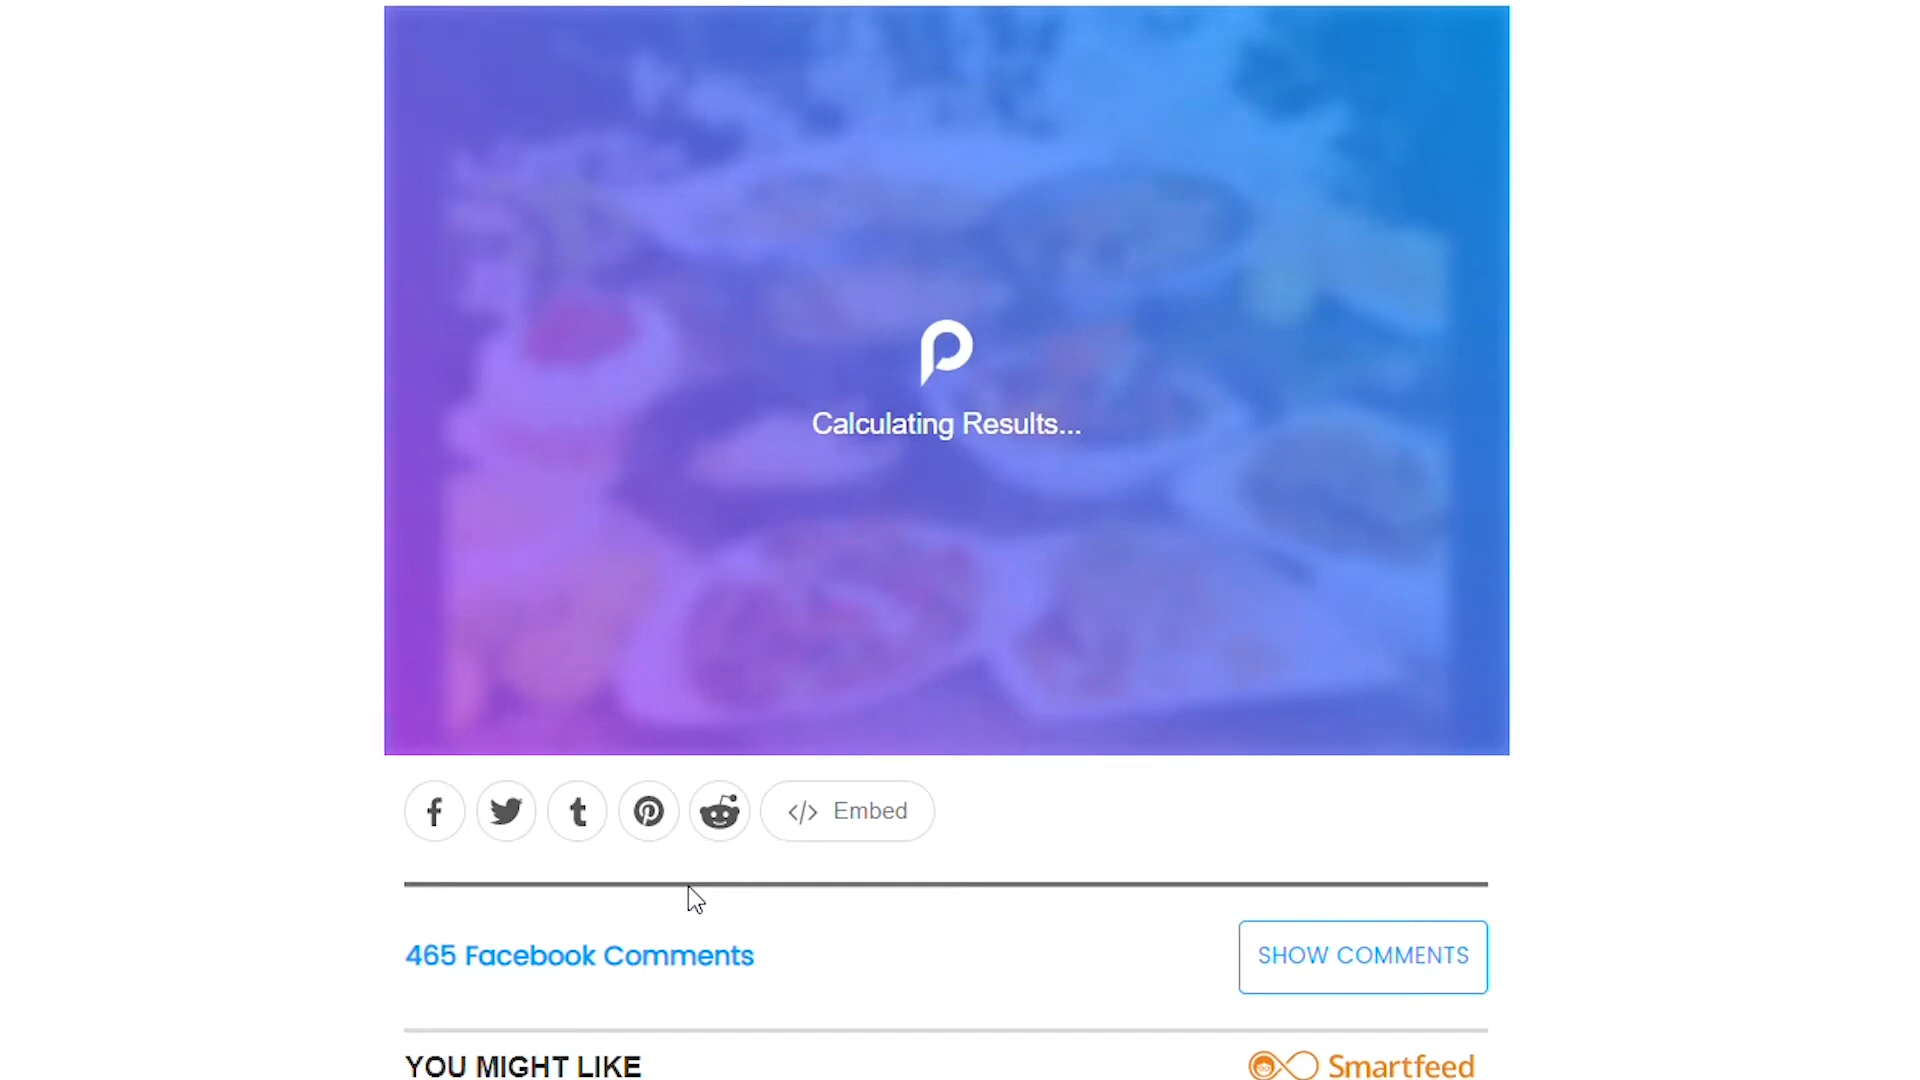 Calculating Results...
</> Embed
465 Facebook Comments
SHOW COMMENTS
YOU MIGHT LIKE
Smartfeed